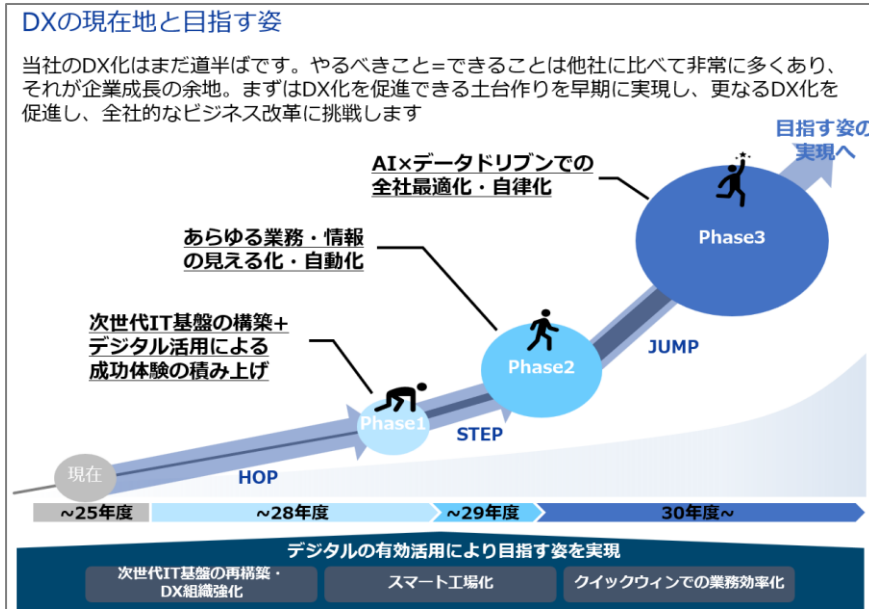 DXの現在地と目指す姿
当社のDX化はまだ道半ばです。やるべきこと=できることは他社に比べて非常に多くあり、
それが企業成長の余地。まずはDX化を促進できる土台作りを早期に実現し、更なるDX化を
促進し、全社的なビジネス改革に挑戦します
目指す姿の
実現へ
AI×データドリブンでの
全社最適化・自律化
Phase3
あらゆる業務・情報
の見える化・自動化
JUMP
次世代IT基盤の構築+
デジタル活用による
成功体験の積み上げ
Phase2
Phase1
STEP
現在
HOP
~25年度
~28年度
~29年度
30年度~
デジタルの有効活用により目指す姿を実現
次世代IT基盤の再構築・
DX組織強化
スマート工場化
クイックウィンでの業務効率化